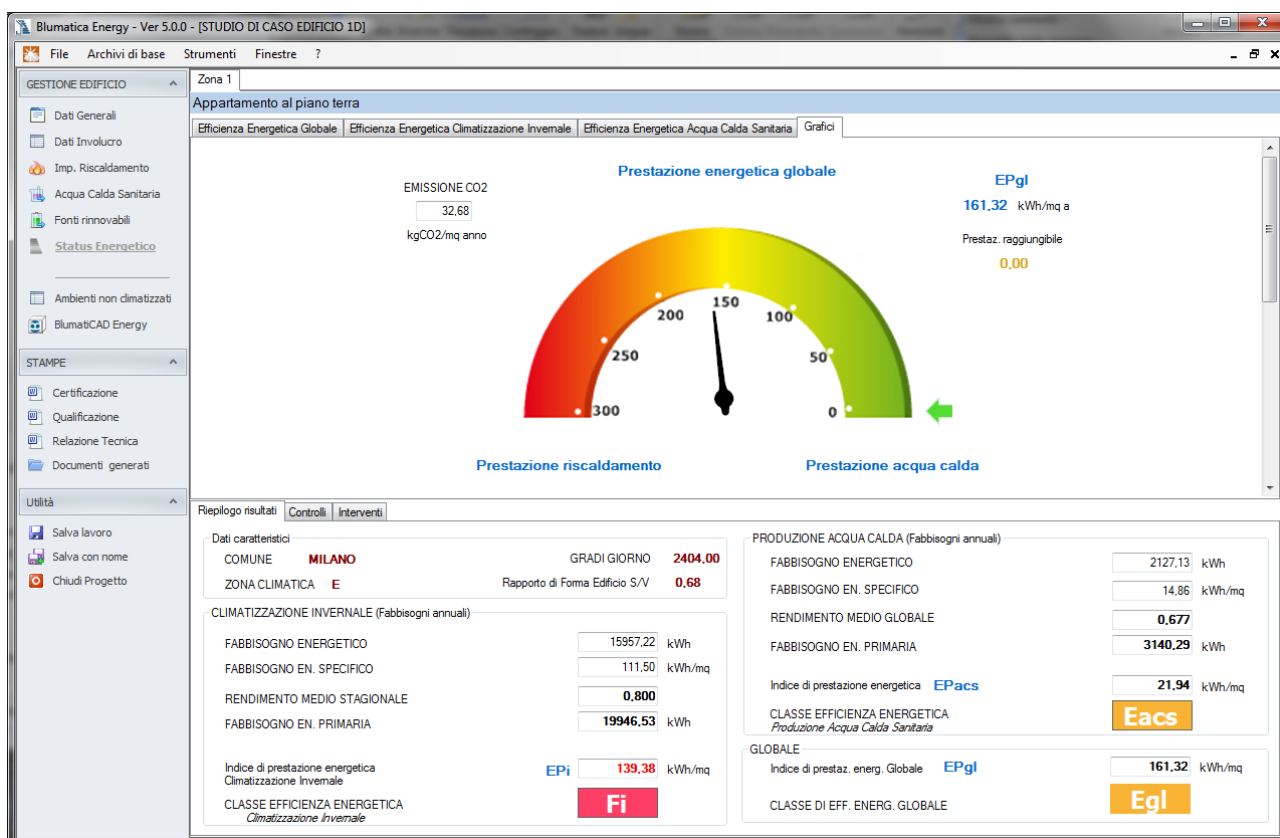 Blumatica Energy - Ver 5.0.0 - [STUDIO DI CASO EDIFICIO 1D]
File Archivi di base Strumenti Finestre ?
GESTIONE EDIFICIO
Dati Generali
Dati Involucro
Imp. Riscaldamento
Acqua Calda Sanitaria
Fonti rinnovabili
Status Energetico
Ambienti non climatizzati
BlumatiCAD Energy
STAMPE
Certificazione
Qualificazione
Relazione Tecnica
Documenti generati
Utilità
Salva lavoro
Salva con nome
Chiudi Progetto
Zona 1
Appartamento al piano terra
Efficienza Energetica Globale Efficienza Energetica Climatizzazione Invernale Efficienza Energetica Acqua Calda Sanitaria Grafici
Prestazione energetica globale
EMISSIONE CO2
32,68
kgCO2/mq anno
EPgl
161,32 kWh/mq a
Prestaz. raggiungibile
0,00
300
250
200
150
100
50
0
Prestazione riscaldamento
Prestazione acqua calda
Riepilogo risultati Controlli Interventi
Dati caratteristici
COMUNE MILANO GRADI GIORNO 2404,00
ZONA CLIMATICA E Rapporto di Forma Edificio S/V 0,68
CLIMATIZZAZIONE INVERNALE (Fabbisogni annuali)
FABBISOGNO ENERGETICO 15957,22 kWh
FABBISOGNO EN. SPECIFICO 111,50 kWh/mq
RENDIMENTO MEDIO STAGIONALE 0,800
FABBISOGNO EN. PRIMARIA 19946,53 kWh
Indice di prestazione energetica
Climatizzazione Invernale
EPi 139,38 kWh/mq
CLASSE EFFICIENZA ENERGETICA
Climatizzazione Invernale
Fi
PRODUZIONE ACQUA CALDA (Fabbisogni annuali)
FABBISOGNO ENERGETICO 2127,13 kWh
FABBISOGNO EN. SPECIFICO 14,86 kWh/mq
RENDIMENTO MEDIO GLOBALE 0,677
FABBISOGNO EN. PRIMARIA 3140,29 kWh
Indice di prestazione energetica EPacs 21,94 kWh/mq
CLASSE EFFICIENZA ENERGETICA
Produzione Acqua Calda Sanitaria
Eacs
GLOBALE
Indice di prestaz. energ. Globale EPgl 161,32 kWh/mq
CLASSE DI EFF. ENERG. GLOBALE Egl